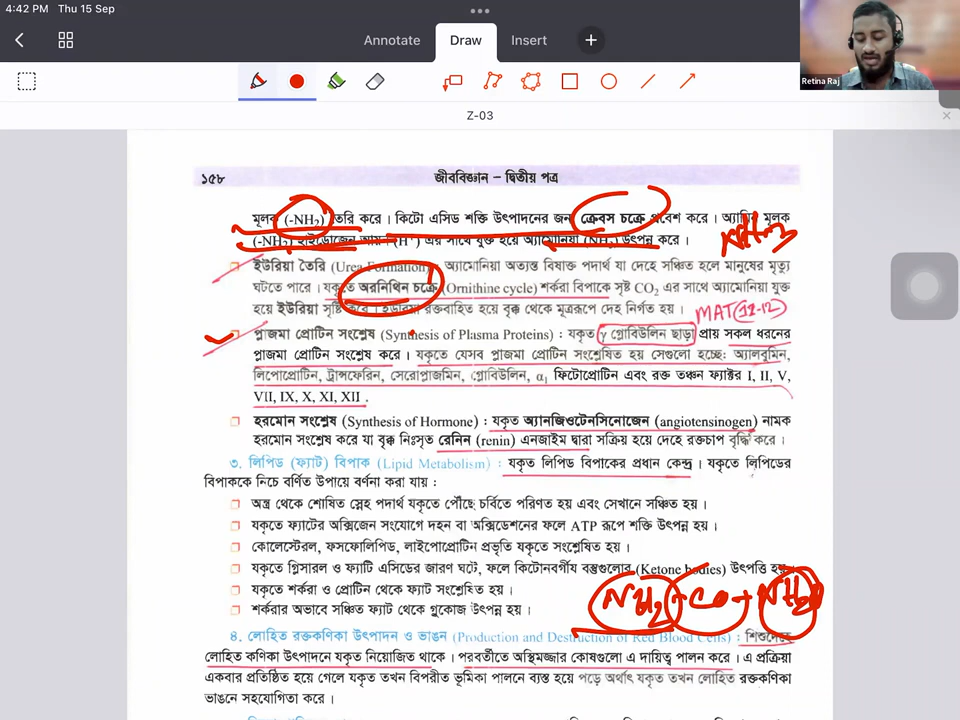 4:42 PM Thu 15 Sep
Annotate Draw Insert
Retina Raj
Z-03
১৫৮ জীববিজ্ঞান – দ্বিতীয় পত্র
মূলক (-NH₂) তৈরি করে। কিটো এসিড শক্তি উৎপাদনের জন্য ক্রেবস চক্রে প্রবেশ করে। অ্যামিন মূলক
(-NH₂) হাইড্রোজেন আয়ন (H⁺) এর সাথে যুক্ত হয়ে অ্যামোনিয়া (NH₃) উৎপন্ন করে। NH₃
ইউরিয়া তৈরি (Urea Formation) : অ্যামোনিয়া অত্যন্ত বিষাক্ত পদার্থ যা দেহে সঞ্চিত হলে মানুষের মৃত্যু
ঘটতে পারে। যকৃতে অরনিথিন চক্রে (Ornithine cycle) শর্করা বিপাকে সৃষ্ট CO₂ এর সাথে অ্যামোনিয়া যুক্ত
হয়ে ইউরিয়া সৃষ্টি করে। ইউরিয়া রক্তবাহিত হয়ে বৃক্ক থেকে মূত্ররূপে দেহ নির্গত হয়। MAT(12-12)
প্লাজমা প্রোটিন সংশ্লেষ (Synthesis of Plasma Proteins) : যকৃত γ গ্লোবিউলিন ছাড়া প্রায় সকল ধরনের
প্লাজমা প্রোটিন সংশ্লেষ করে। যকৃতে যেসব প্লাজমা প্রোটিন সংশ্লেষিত হয় সেগুলো হচ্ছে: অ্যালবুমিন,
লিপোপ্রোটিন, ট্রান্সফেরিন, সেরোপ্লাজমিন, গ্লোবিউলিন, α₁ ফিটোপ্রোটিন এবং রক্ত তঞ্চন ফ্যাক্টর I, II, V,
VII, IX, X, XI, XII .
হরমোন সংশ্লেষ (Synthesis of Hormone) : যকৃত অ্যানজিওটেনসিনোজেন (angiotensinogen) নামক
হরমোন সংশ্লেষ করে যা বৃক্ক নিঃসৃত রেনিন (renin) এনজাইম দ্বারা সক্রিয় হয়ে দেহে রক্তচাপ বৃদ্ধি করে।
৩. লিপিড (ফ্যাট) বিপাক (Lipid Metabolism) : যকৃত লিপিড বিপাকের প্রধান কেন্দ্র। যকৃতে লিপিডের
বিপাককে নিচে বর্ণিত উপায়ে বর্ণনা করা যায় :
অন্ত্র থেকে শোষিত স্নেহ পদার্থ যকৃতে পৌঁছে চর্বিতে পরিণত হয় এবং সেখানে সঞ্চিত হয়।
যকৃতে ফ্যাটের অক্সিজেন সংযোগে দহন বা অক্সিডেশনের ফলে ATP রূপে শক্তি উৎপন্ন হয়।
কোলেস্টেরল, ফসফোলিপিড, লাইপোপ্রোটিন প্রভৃতি যকৃতে সংশ্লেষিত হয়।
যকৃতে গ্লিসারল ও ফ্যাটি এসিডের জারণ ঘটে, ফলে কিটোনবর্গীয় বস্তুগুলোর (Ketone bodies) উৎপত্তি হয়
যকৃতে শর্করা ও প্রোটিন থেকে ফ্যাট সংশ্লেষিত হয়।
শর্করার অভাবে সঞ্চিত ফ্যাট থেকে গ্লুকোজ উৎপন্ন হয়। NH₂ + CO + NH₂
৪. লোহিত রক্তকণিকা উৎপাদন ও ভাঙন (Production and Destruction of Red Blood Cells) : শিশুদেহে
লোহিত কণিকা উৎপাদনে যকৃত নিয়োজিত থাকে। পরবর্তীতে অস্থিমজ্জার কোষগুলো এ দায়িত্ব পালন করে। এ প্রক্রিয়া
একবার প্রতিষ্ঠিত হয়ে গেলে যকৃত তখন বিপরীত ভূমিকা পালনে ব্যস্ত হয়ে পড়ে অর্থাৎ যকৃত তখন লোহিত রক্তকণিকা
ভাঙনে সহযোগিতা করে।